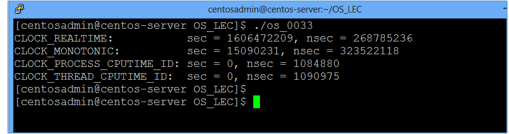 centosadmin@centos-server:~/OS_LEC
[centosadmin@centos-server OS_LEC]$ ./os_0033
CLOCK_REALTIME:           sec = 1606472209, nsec = 268785236
CLOCK_MONOTONIC:          sec = 15090231, nsec = 323522118
CLOCK_PROCESS_CPUTIME_ID: sec = 0, nsec = 1084880
CLOCK_THREAD_CPUTIME_ID:  sec = 0, nsec = 1090975
[centosadmin@centos-server OS_LEC]$
[centosadmin@centos-server OS_LEC]$